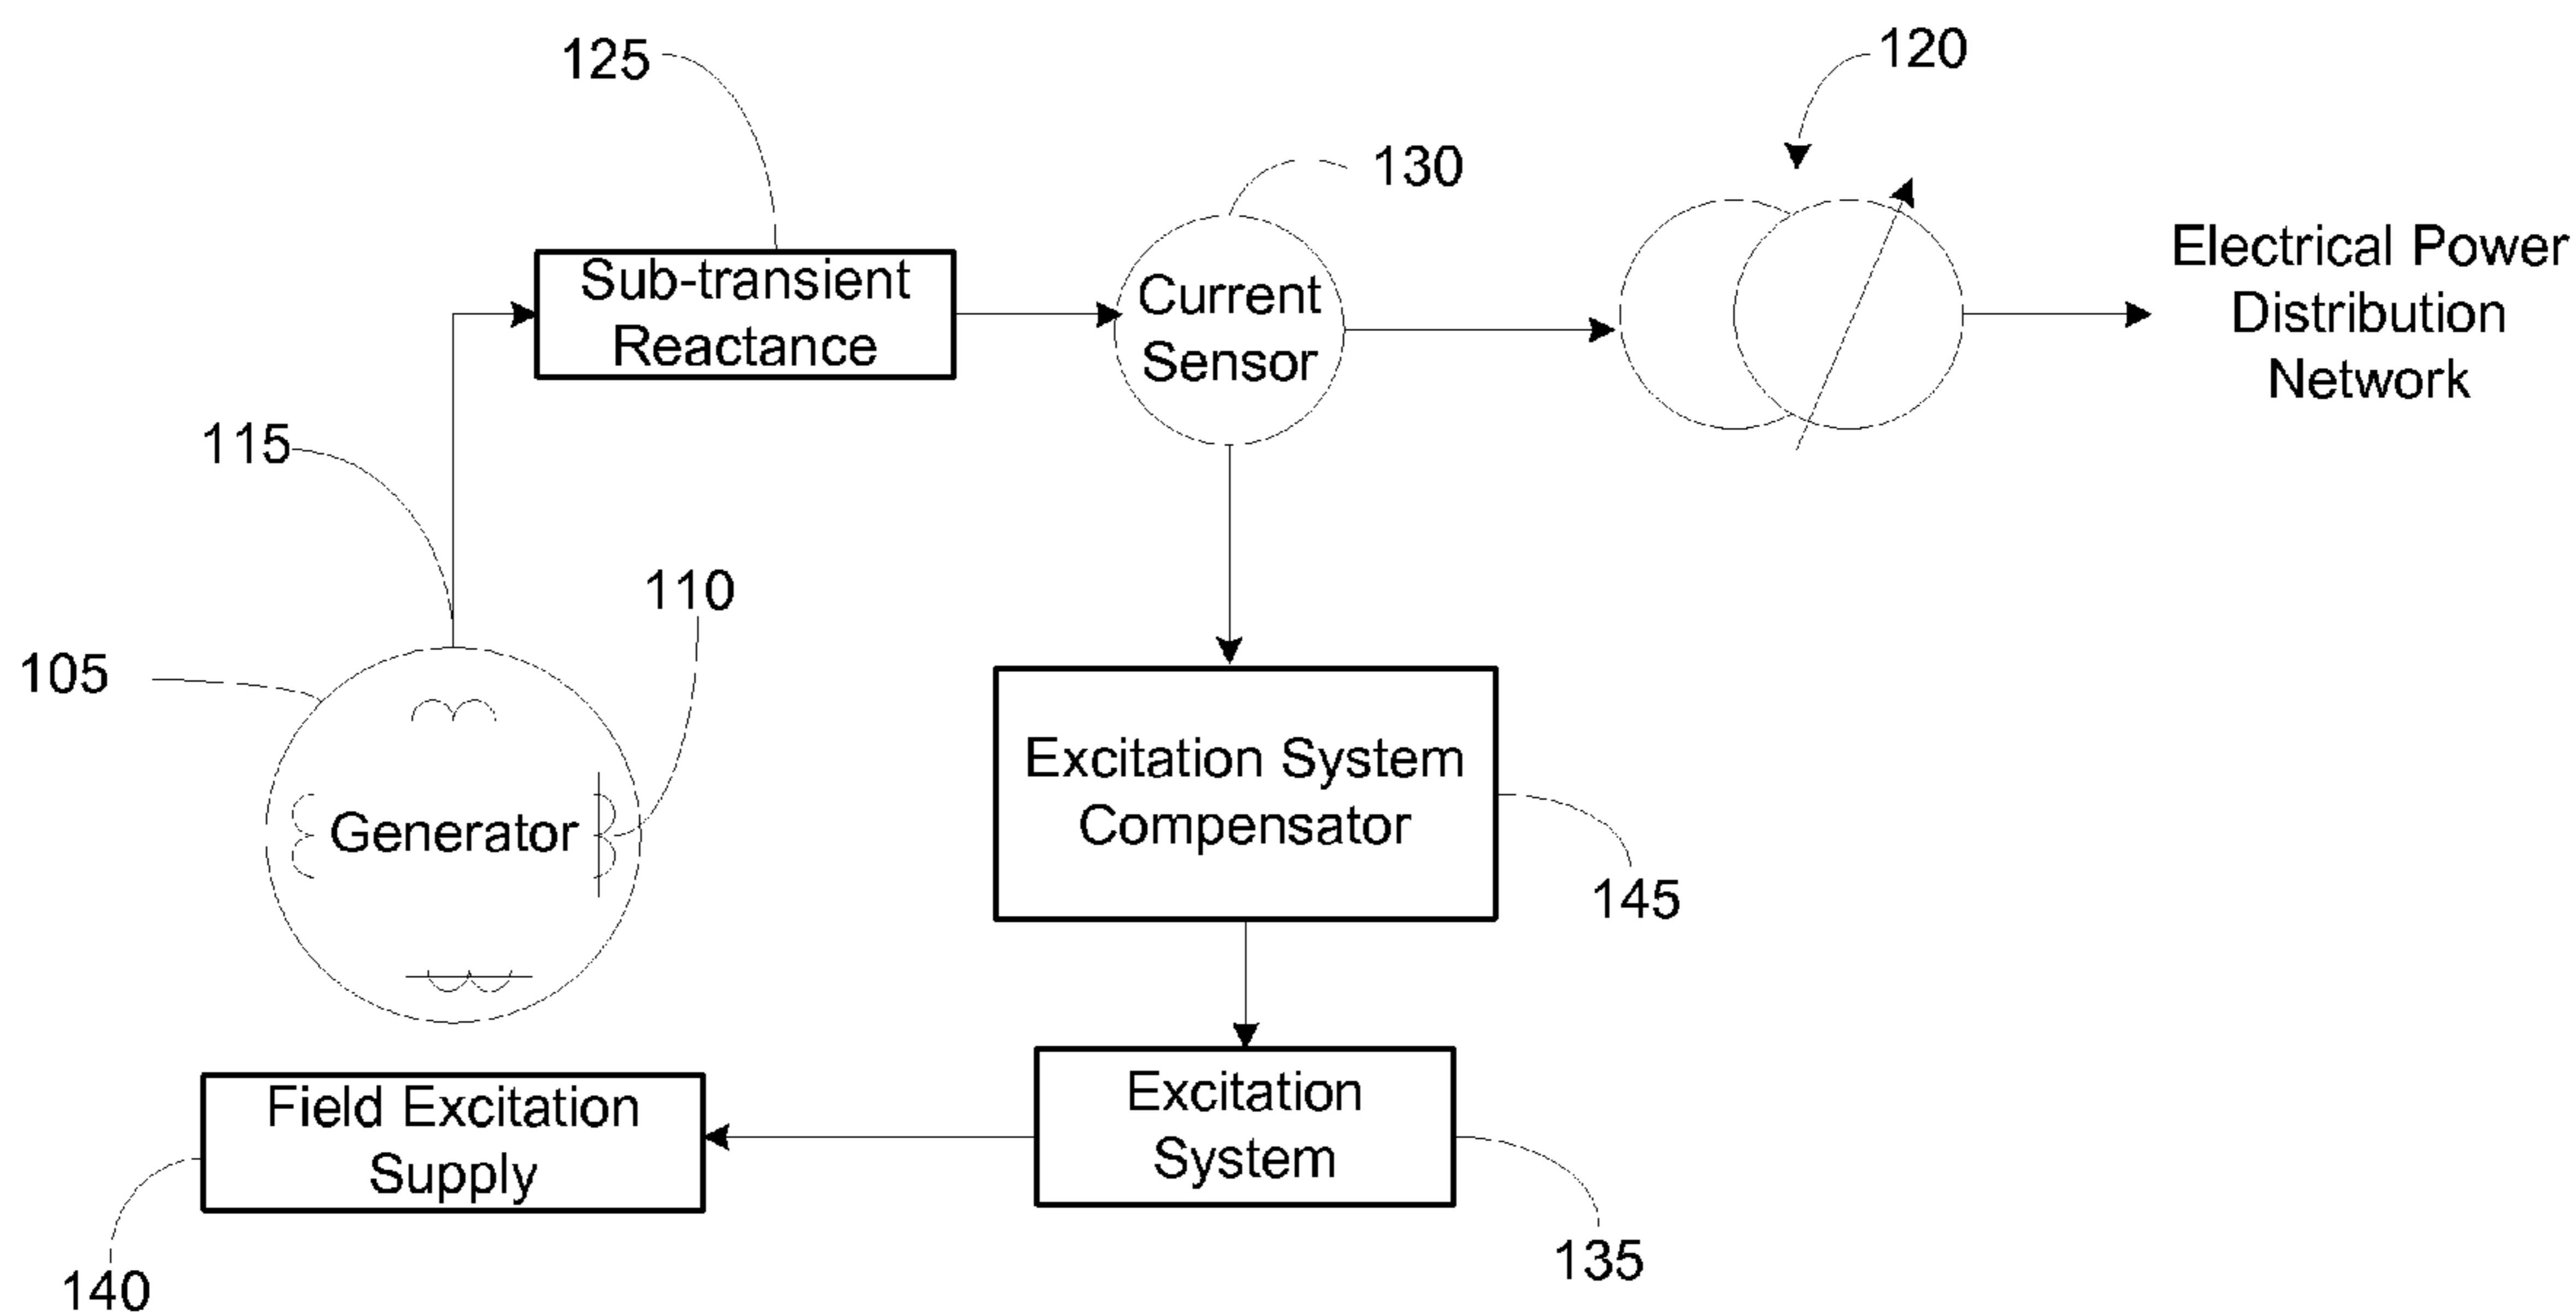 125
120
130
Sub-transient
Reactance
Current
Sensor
Electrical Power
Distribution
Network
115
110
105
Generator
Excitation System
Compensator
145
Field Excitation
Supply
Excitation
System
140
135